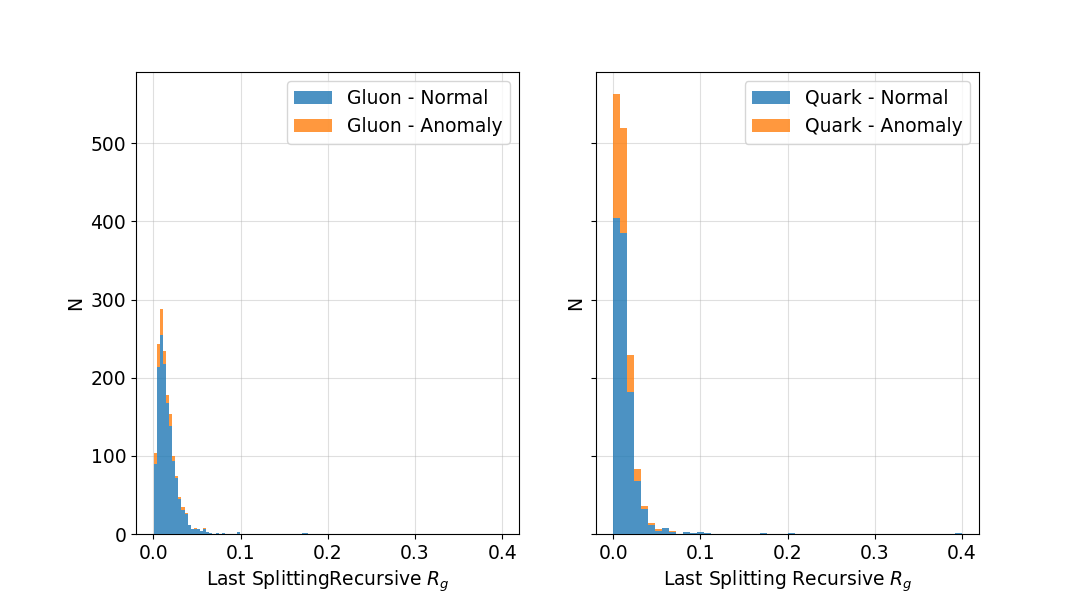 Gluon - Normal
Gluon - Anomaly
N
500
400
300
200
100
0
0.0 0.1 0.2 0.3 0.4
Last SplittingRecursive R_g
Quark - Normal
Quark - Anomaly
N
0.0 0.1 0.2 0.3 0.4
Last Splitting Recursive R_g